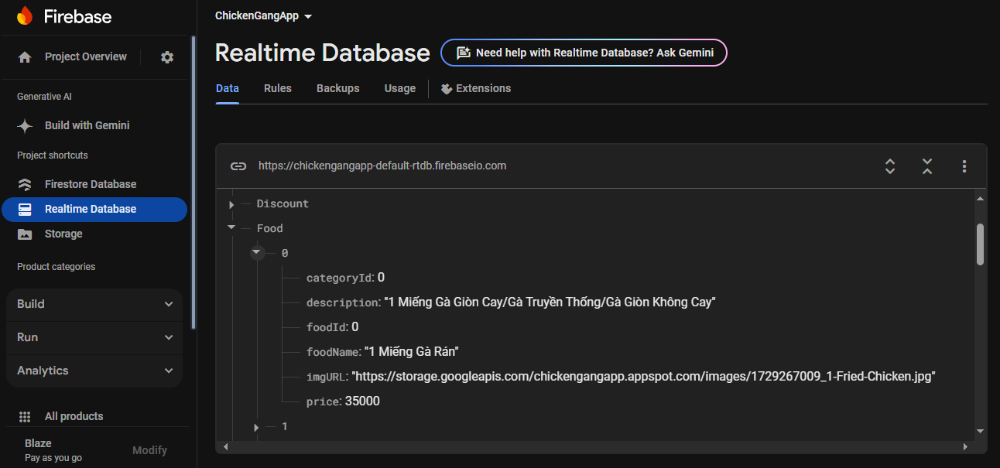 Firebase
Project Overview
Generative AI
Build with Gemini
Project shortcuts
Firestore Database
Realtime Database
Storage
Product categories
Build
Run
Analytics
All products
Blaze
Pay as you go
Modify
ChickenGangApp
Realtime Database
Need help with Realtime Database? Ask Gemini
Data Rules Backups Usage Extensions
https://chickengangapp-default-rtdb.firebaseio.com
Discount
Food
0
categoryId: 0
description: "1 Miếng Gà Giòn Cay/Gà Truyền Thống/Gà Giòn Không Cay"
foodId: 0
foodName: "1 Miếng Gà Rán"
imgURL: "https://storage.googleapis.com/chickengangapp.appspot.com/images/1729267009_1-Fried-Chicken.jpg"
price: 35000
1